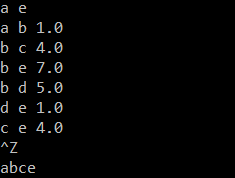 a e
a b 1.0
b c 4.0
b e 7.0
b d 5.0
d e 1.0
c e 4.0
^Z
abce